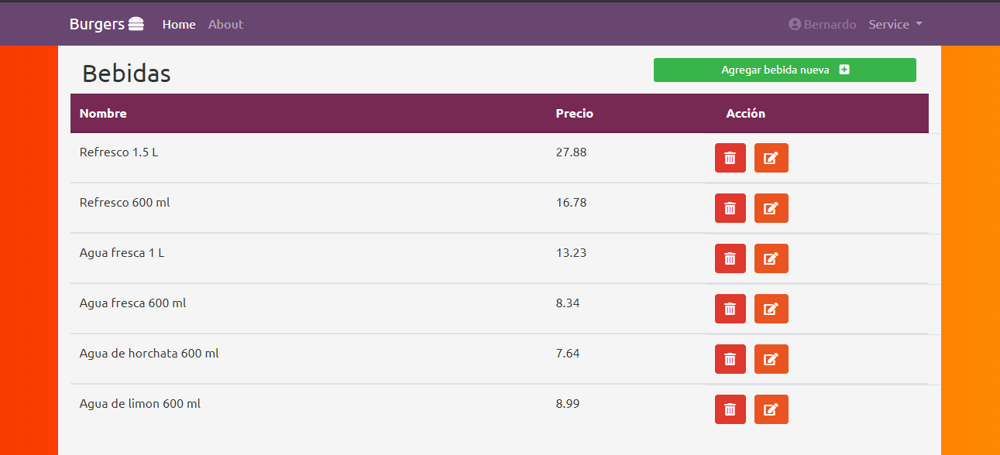 Burgers Home About Bernardo Service
Bebidas Agregar bebida nueva
Nombre Precio Acción
Refresco 1.5 L 27.88
Refresco 600 ml 16.78
Agua fresca 1 L 13.23
Agua fresca 600 ml 8.34
Agua de horchata 600 ml 7.64
Agua de limon 600 ml 8.99